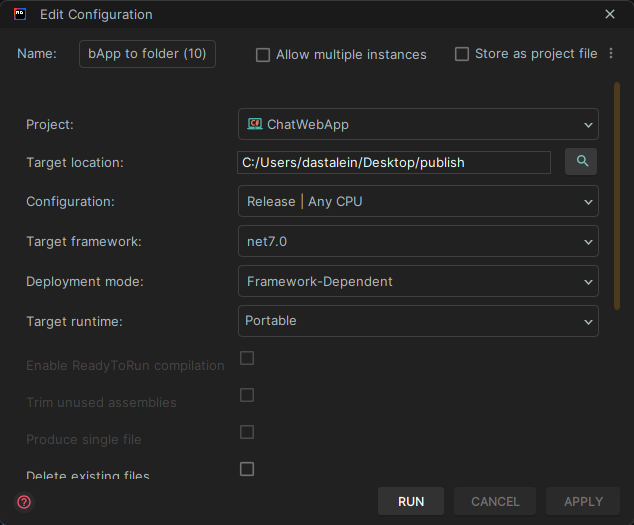 Edit Configuration
Name: bApp to folder (10) Allow multiple instances Store as project file
Project: ChatWebApp
Target location: C:/Users/dastalein/Desktop/publish
Configuration: Release | Any CPU
Target framework: net7.0
Deployment mode: Framework-Dependent
Target runtime: Portable
Enable ReadyToRun compilation
Trim unused assemblies
Produce single file
Delete existing files
RUN CANCEL APPLY